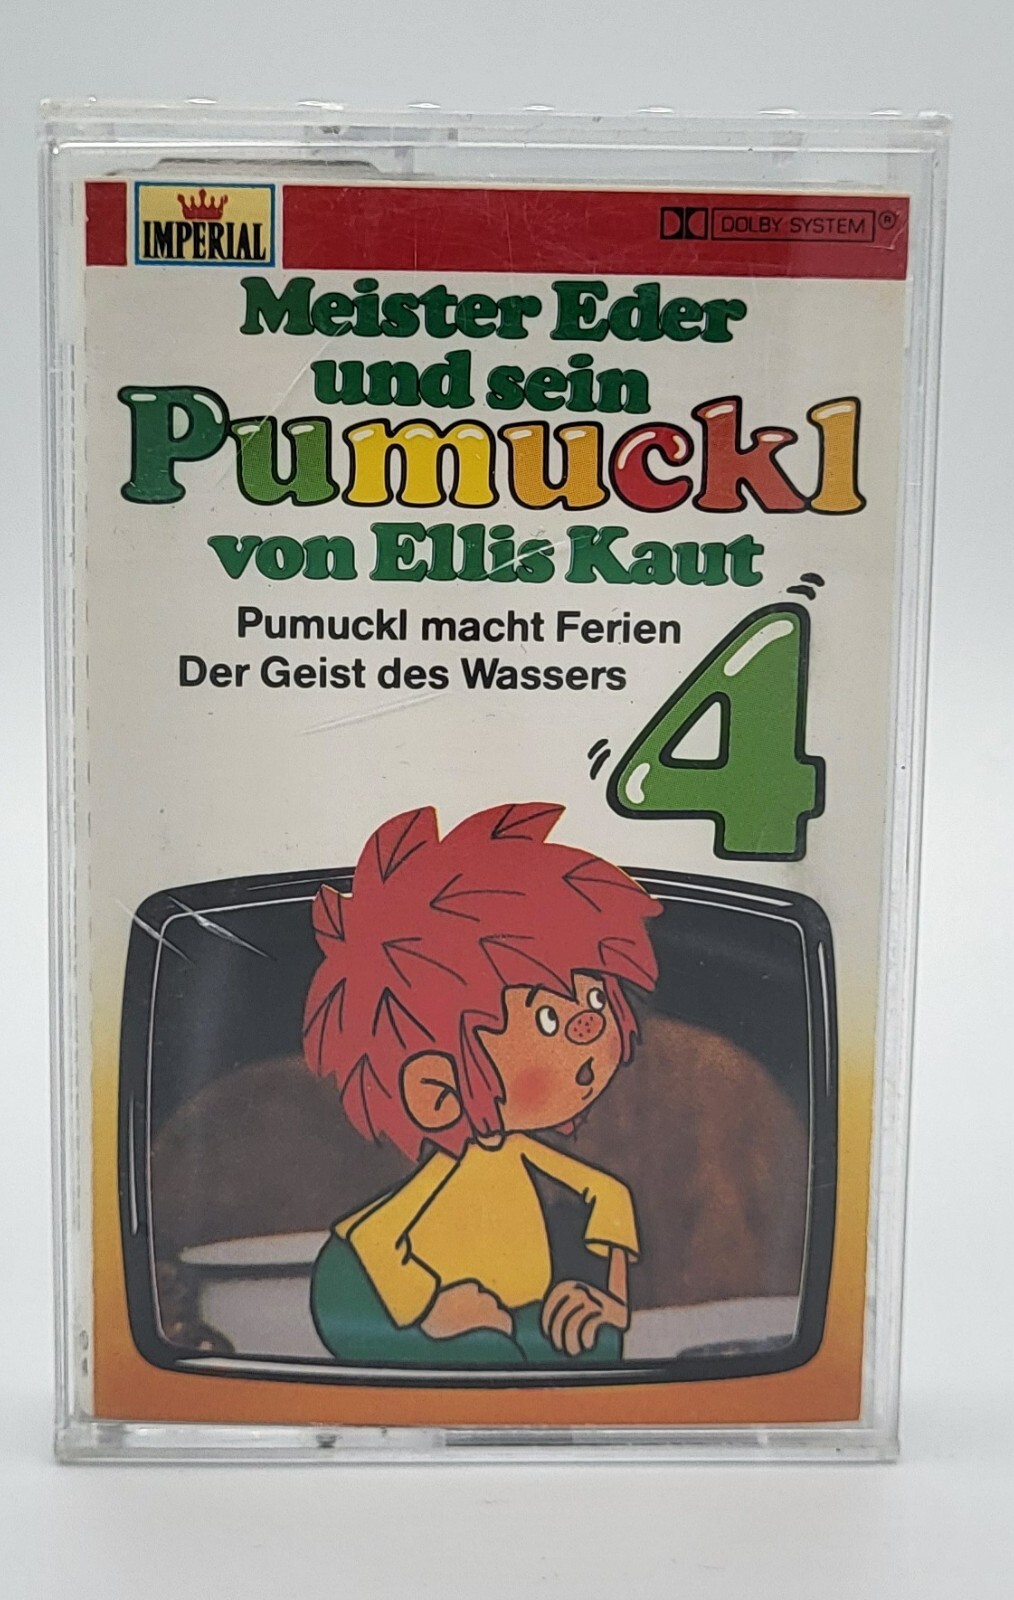 IMPERIAL
DOLBY SYSTEM®
Meister Eder
und sein
Pumuckl
von Ellis Kaut
Pumuckl macht Ferien
Der Geist des Wassers
4